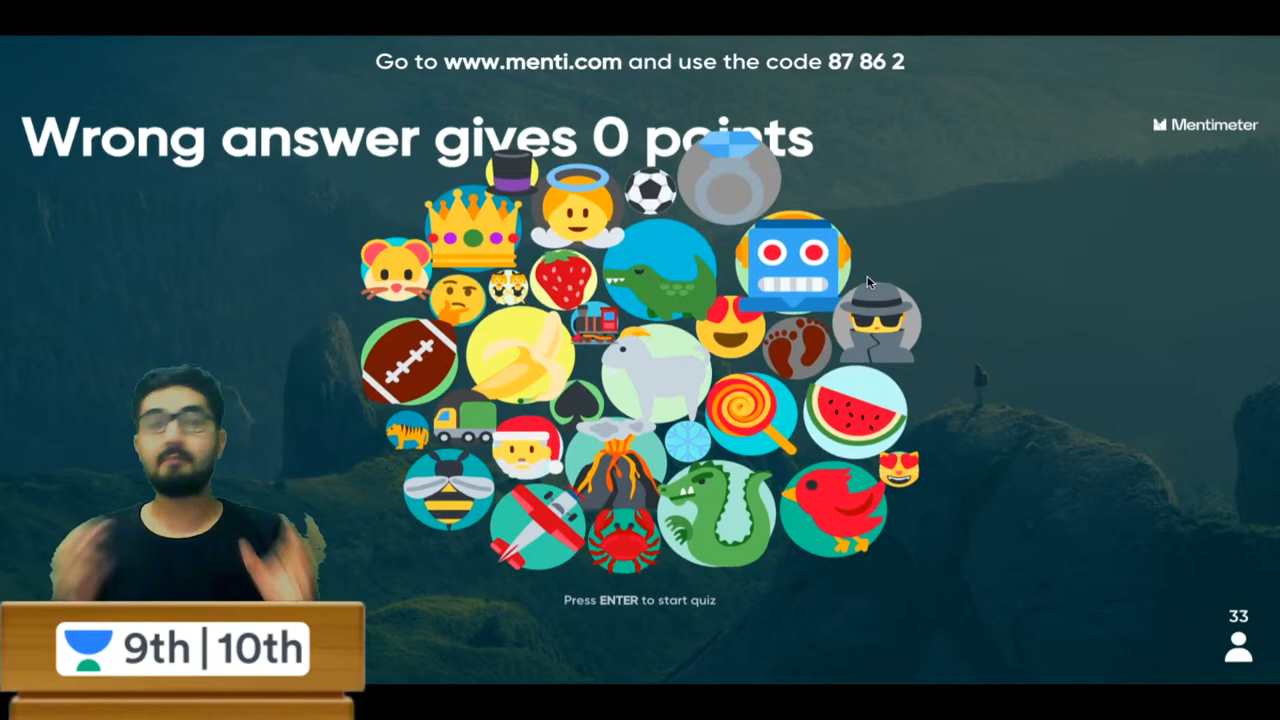 Go to www.menti.com and use the code 87 86 2
Wrong answer gives 0 points
Mentimeter
Press ENTER to start quiz
33
9th | 10th